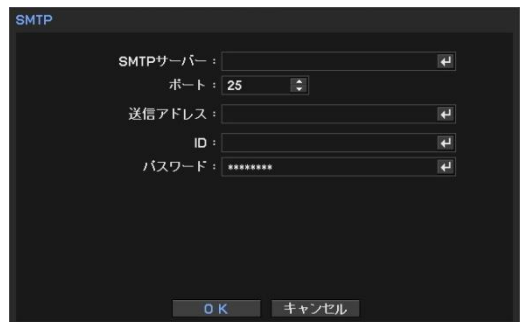 SMTP
SMTPサーバー：
ポート： 25
送信アドレス：
ID：
パスワード： ********
OK キャンセル